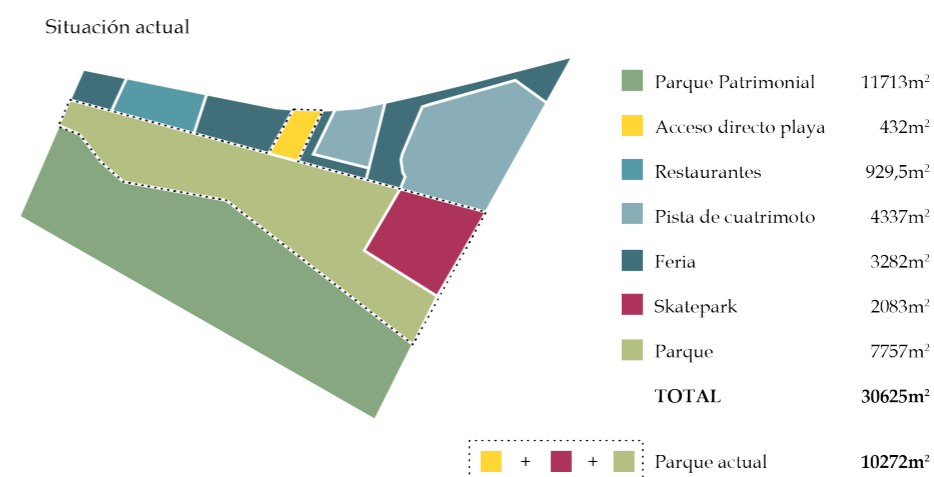 Situación actual
Parque Patrimonial 11713m²
Acceso directo playa 432m²
Restaurantes 929,5m²
Pista de cuatrimoto 4337m²
Feria 3282m²
Skatepark 2083m²
Parque 7757m²
TOTAL 30625m²
+ + Parque actual 10272m²